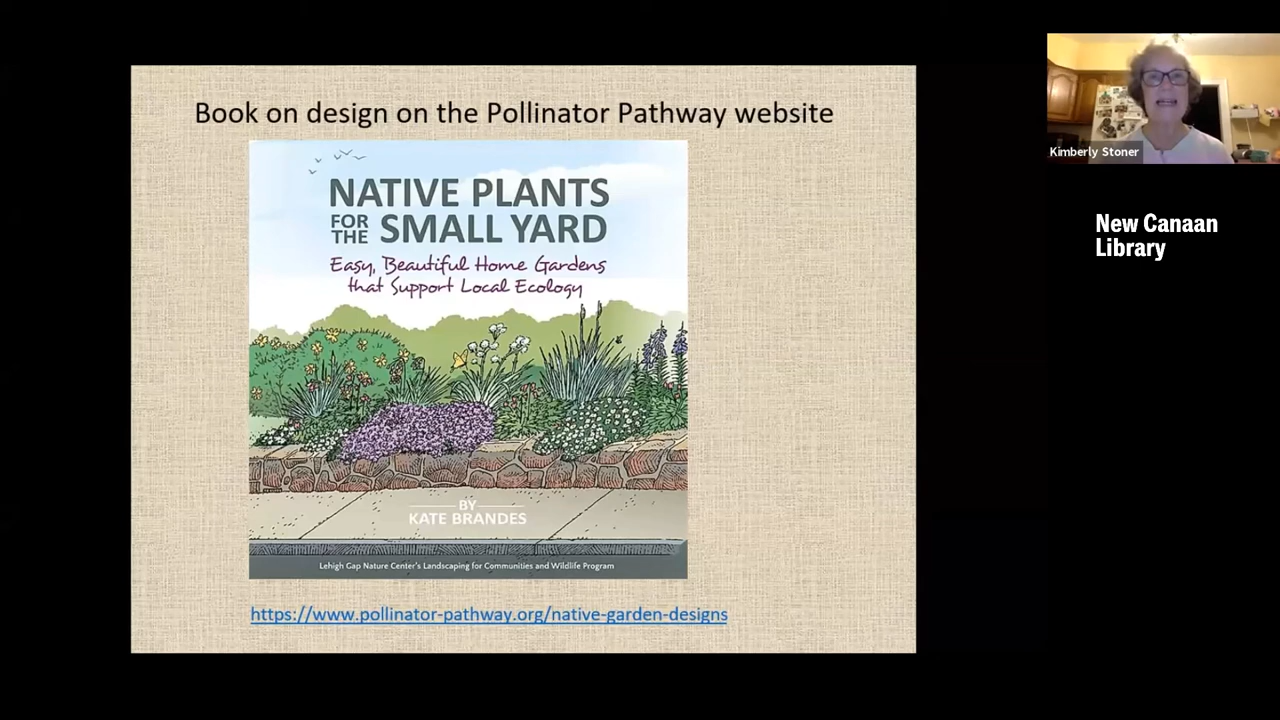 Book on design on the Pollinator Pathway website
NATIVE PLANTS
FOR THE SMALL YARD
Easy, Beautiful Home Gardens
that Support Local Ecology
BY
KATE BRANDES
Lehigh Gap Nature Center's Landscaping for Communities and Wildlife Program
https://www.pollinator-pathway.org/native-garden-designs
Kimberly Stoner
New Canaan
Library